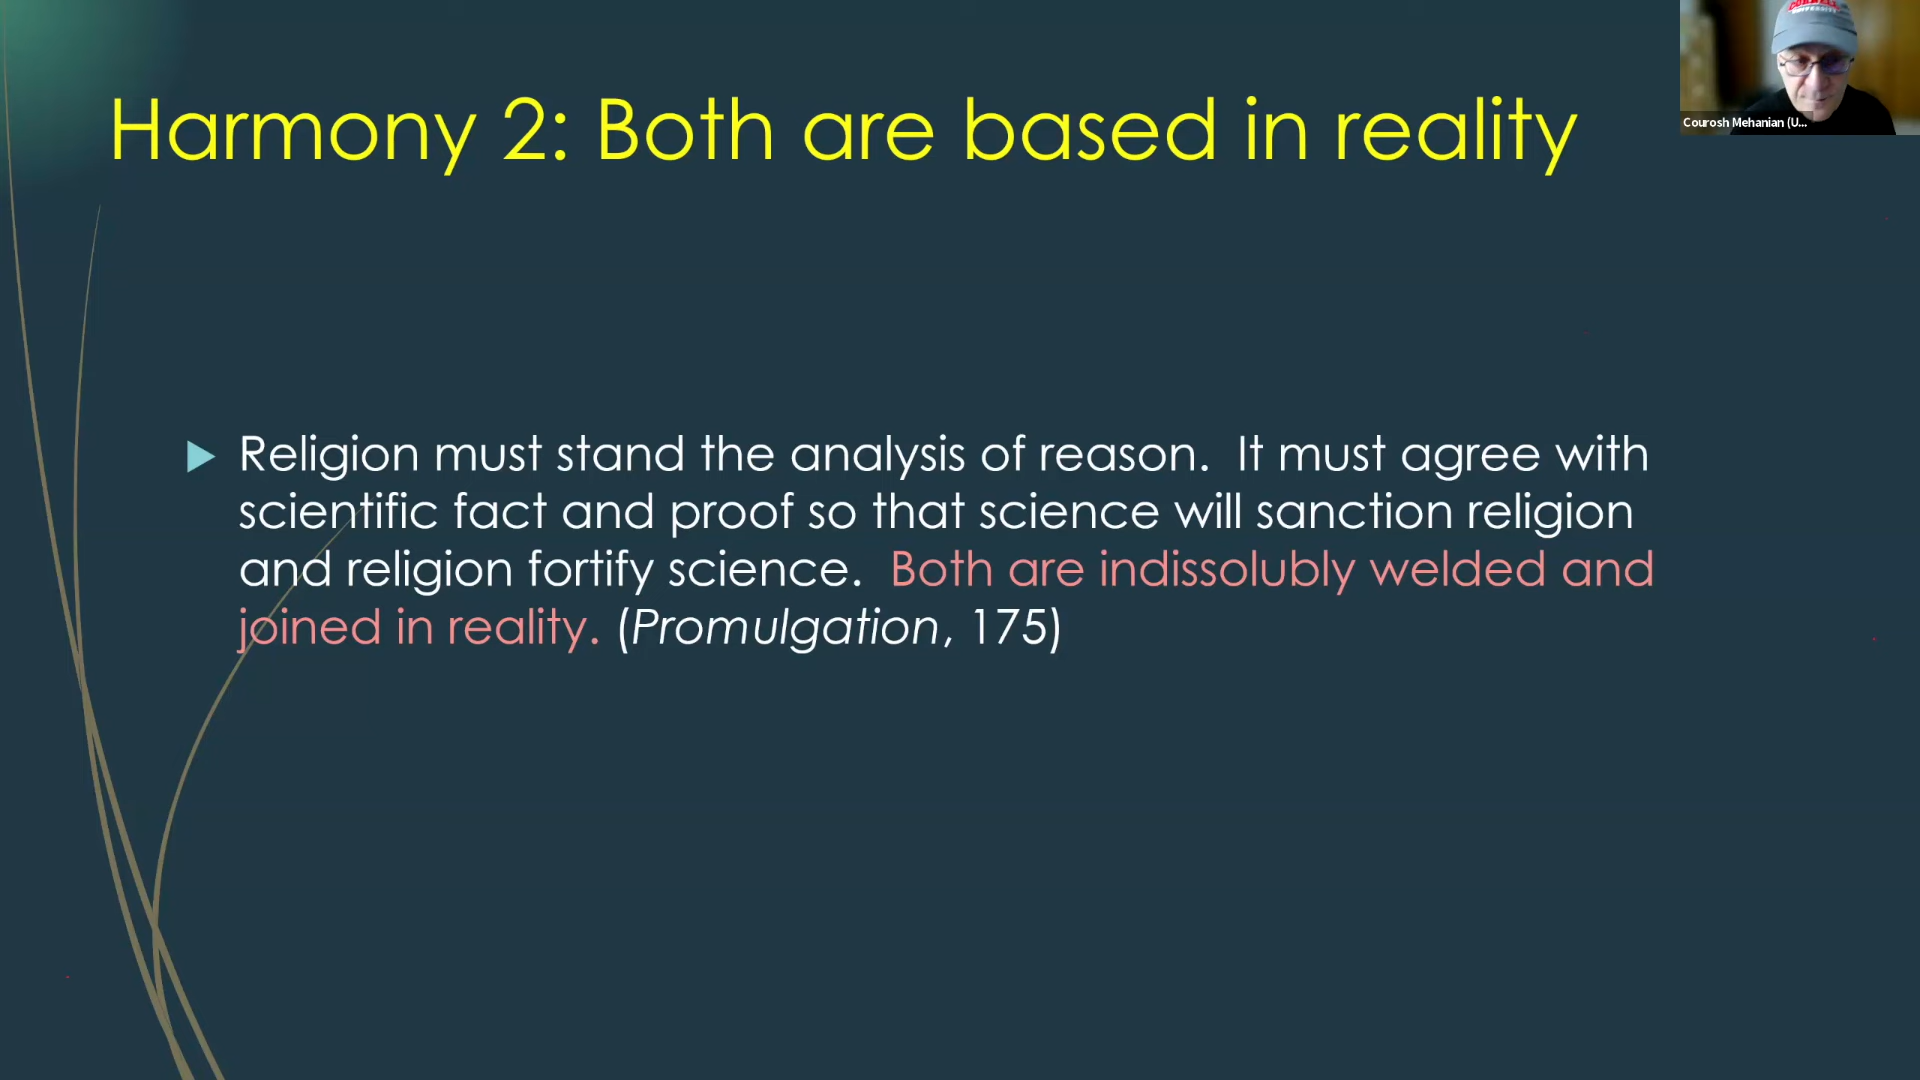 Harmony 2: Both are based in reality
Religion must stand the analysis of reason. It must agree with
scientific fact and proof so that science will sanction religion
and religion fortify science. Both are indissolubly welded and
joined in reality. (Promulgation, 175)
UNIVERSITY
Courosh Mehanian (U...